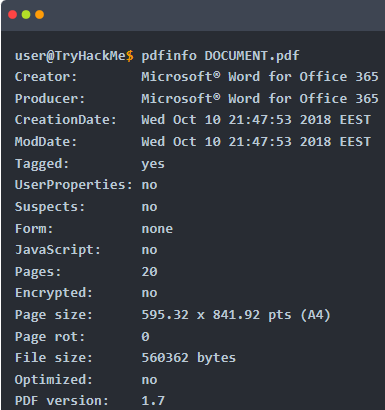 user@TryHackMe$ pdfinfo DOCUMENT.pdf
Creator: Microsoft® Word for Office 365
Producer: Microsoft® Word for Office 365
CreationDate: Wed Oct 10 21:47:53 2018 EEST
ModDate: Wed Oct 10 21:47:53 2018 EEST
Tagged: yes
UserProperties: no
Suspects: no
Form: none
JavaScript: no
Pages: 20
Encrypted: no
Page size: 595.32 x 841.92 pts (A4)
Page rot: 0
File size: 560362 bytes
Optimized: no
PDF version: 1.7